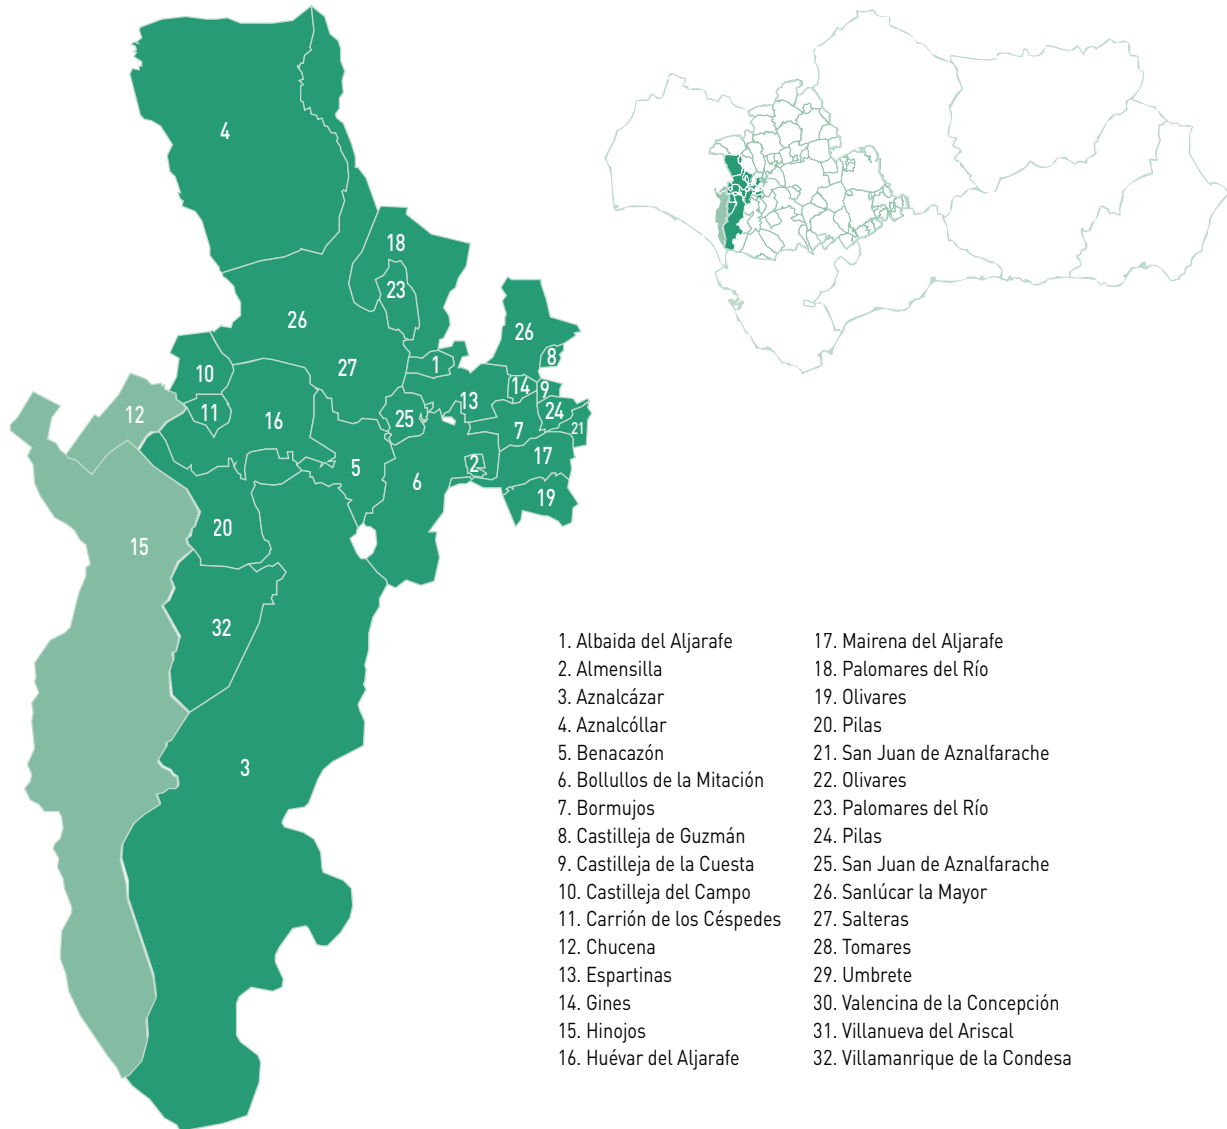 4
18
23
26
26
8
1
27
10
14
9
13
12
11
16
25
24
21
7
17
5
2
6
19
20
15
32
3
1. Albaida del Aljarafe
2. Almensilla
3. Aznalcázar
4. Aznalcóllar
5. Benacazón
6. Bollullos de la Mitación
7. Bormujos
8. Castilleja de Guzmán
9. Castilleja de la Cuesta
10. Castilleja del Campo
11. Carrión de los Céspedes
12. Chucena
13. Espartinas
14. Gines
15. Hinojos
16. Huévar del Aljarafe
17. Mairena del Aljarafe
18. Palomares del Río
19. Olivares
20. Pilas
21. San Juan de Aznalfarache
22. Olivares
23. Palomares del Río
24. Pilas
25. San Juan de Aznalfarache
26. Sanlúcar la Mayor
27. Salteras
28. Tomares
29. Umbrete
30. Valencina de la Concepción
31. Villanueva del Ariscal
32. Villamanrique de la Condesa